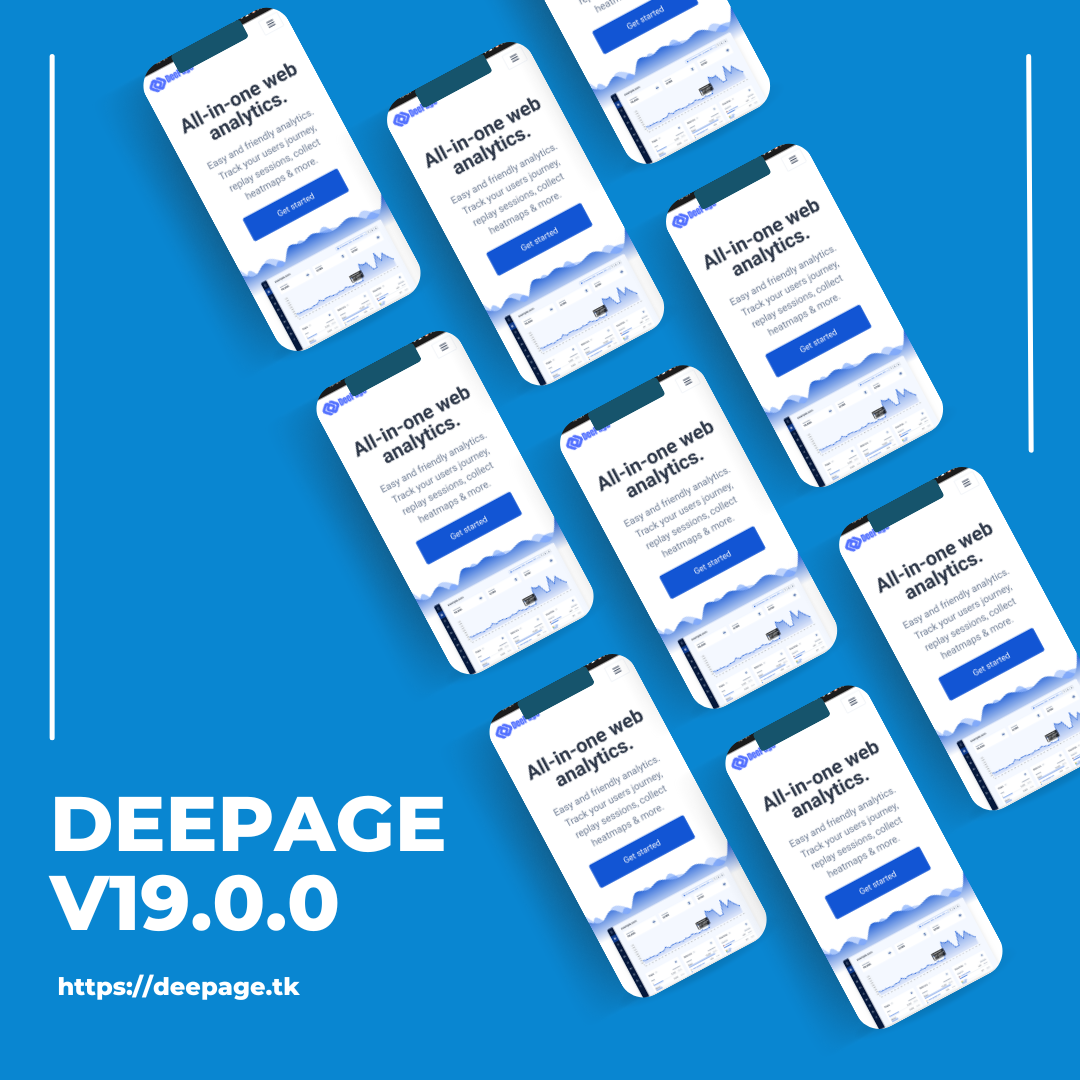 All-in-one web
analytics.
Easy and friendly analytics.
Track your users journey,
replay sessions, collect
heatmaps & more.
Get started
All-in-one web
analytics.
Easy and friendly analytics.
Track your users journey,
replay sessions, collect
heatmaps & more.
Get started
Get started
All-in-one web
analytics.
Easy and friendly analytics.
Track your users journey,
replay sessions, collect
heatmaps & more.
Get started
All-in-one web
analytics.
Easy and friendly analytics.
Track your users journey,
replay sessions, collect
heatmaps & more.
Get started
All-in-one web
analytics.
Easy and friendly analytics.
Track your users journey,
replay sessions, collect
heatmaps & more.
Get started
All-in-one web
analytics.
Easy and friendly analytics.
Track your users journey,
replay sessions, collect
heatmaps & more.
Get started
All-in-one web
analytics.
Easy and friendly analytics.
Track your users journey,
replay sessions, collect
heatmaps & more.
Get started
All-in-one web
analytics.
Easy and friendly analytics.
Track your users journey,
replay sessions, collect
heatmaps & more.
Get started
DEEPAGE
V19.0.0
https://deepage.tk